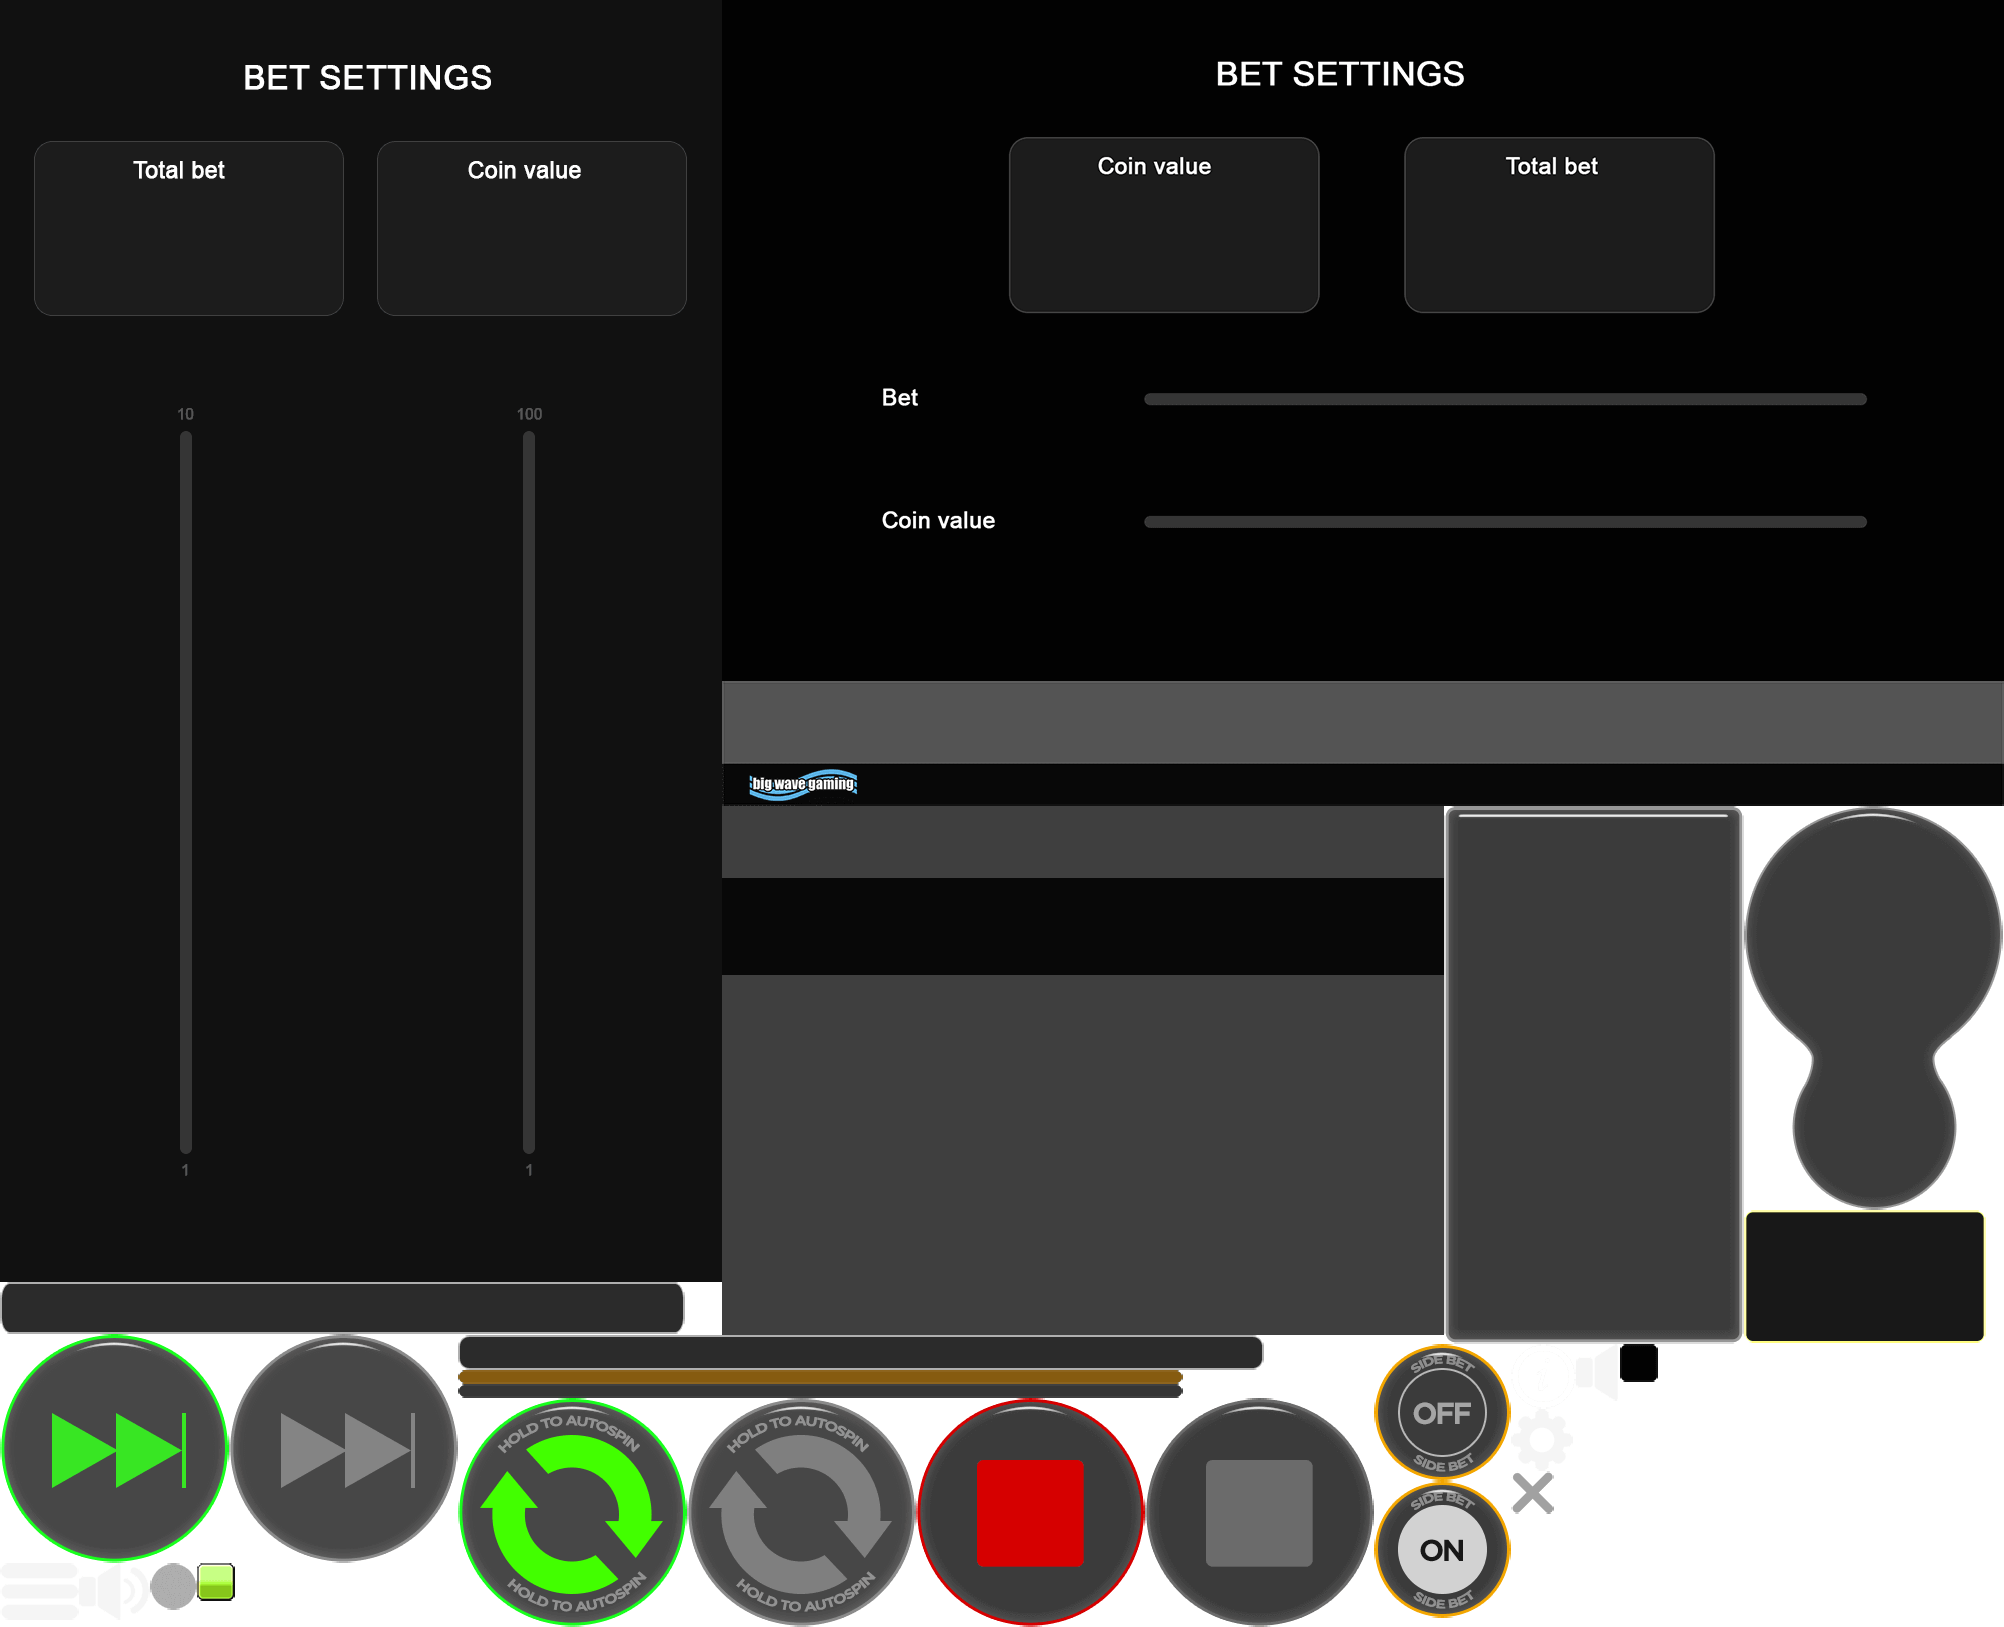 BET SETTINGS
Total bet
Coin value
10
100
1
1
BET SETTINGS
Coin value
Total bet
Bet
Coin value
big wave gaming
HOLD TO AUTOSPIN
HOLD TO AUTOSPIN
HOLD TO AUTOSPIN
HOLD TO AUTOSPIN
SIDE BET
OFF
SIDE BET
SIDE BET
ON
SIDE BET